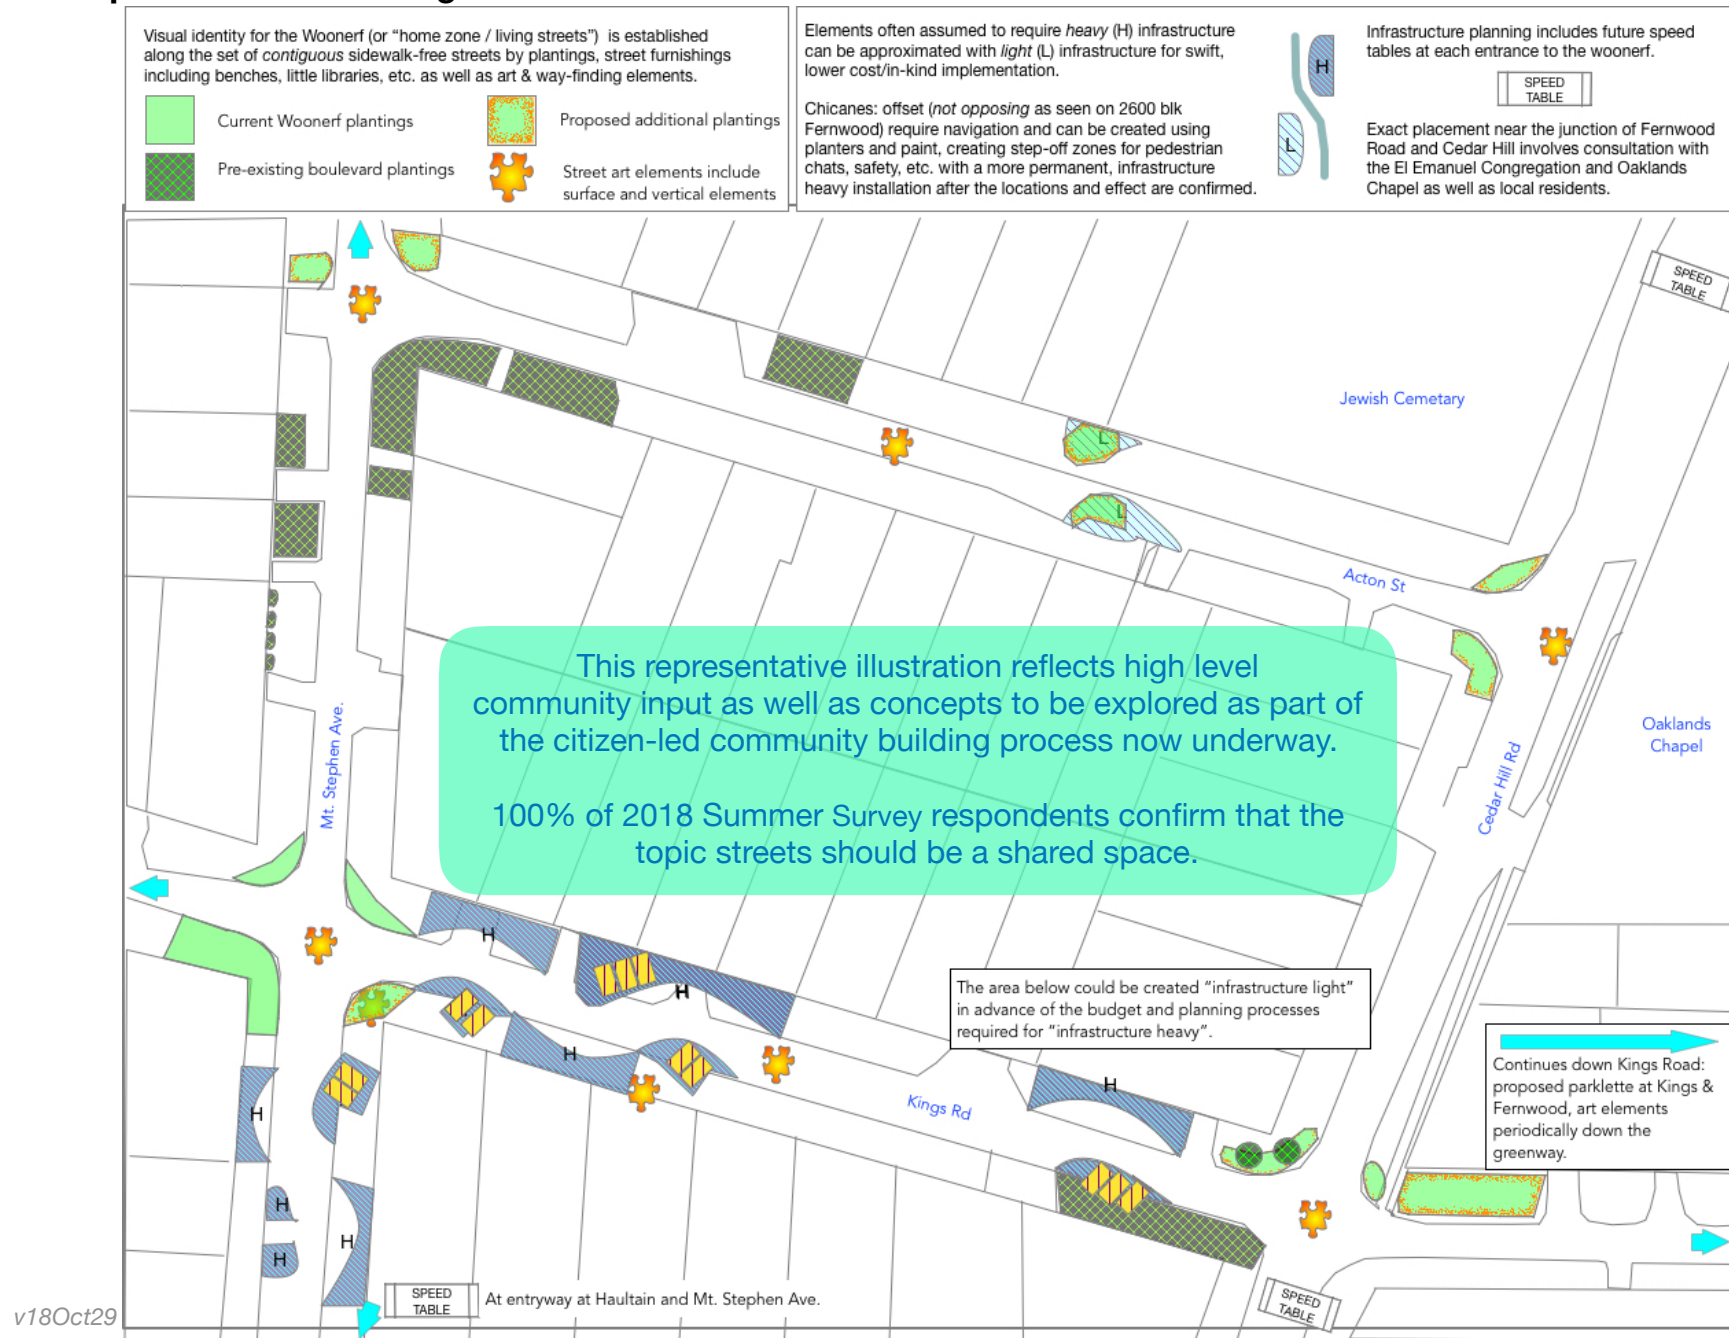 Visual identity for the Woonerf (or “home zone / living streets”) is established
along the set of contiguous sidewalk-free streets by plantings, street furnishings
including benches, little libraries, etc. as well as art & way-finding elements.
Current Woonerf plantings
Proposed additional plantings
Pre-existing boulevard plantings
Street art elements include
surface and vertical elements
Elements often assumed to require heavy (H) infrastructure
can be approximated with light (L) infrastructure for swift,
lower cost/in-kind implementation.
Chicanes: offset (not opposing as seen on 2600 blk
Fernwood) require navigation and can be created using
planters and paint, creating step-off zones for pedestrian
chats, safety, etc. with a more permanent, infrastructure
heavy installation after the locations and effect are confirmed.
H
L
Infrastructure planning includes future speed
tables at each entrance to the woonerf.
SPEED
TABLE
Exact placement near the junction of Fernwood
Road and Cedar Hill involves consultation with
the El Emanuel Congregation and Oaklands
Chapel as well as local residents.
SPEED
TABLE
Jewish Cemetary
L
L
Acton St
This representative illustration reflects high level
community input as well as concepts to be explored as part of
the citizen-led community building process now underway.
100% of 2018 Summer Survey respondents confirm that the
topic streets should be a shared space.
Oaklands
Chapel
Mt. Stephen Ave.
Cedar Hill Rd
H
H
The area below could be created “infrastructure light”
in advance of the budget and planning processes
required for “infrastructure heavy”.
H
H
Kings Rd
Continues down Kings Road:
proposed parklette at Kings &
Fernwood, art elements
periodically down the
greenway.
H
H
H
H
SPEED
TABLE
At entryway at Haultain and Mt. Stephen Ave.
SPEED
TABLE
v18Oct29